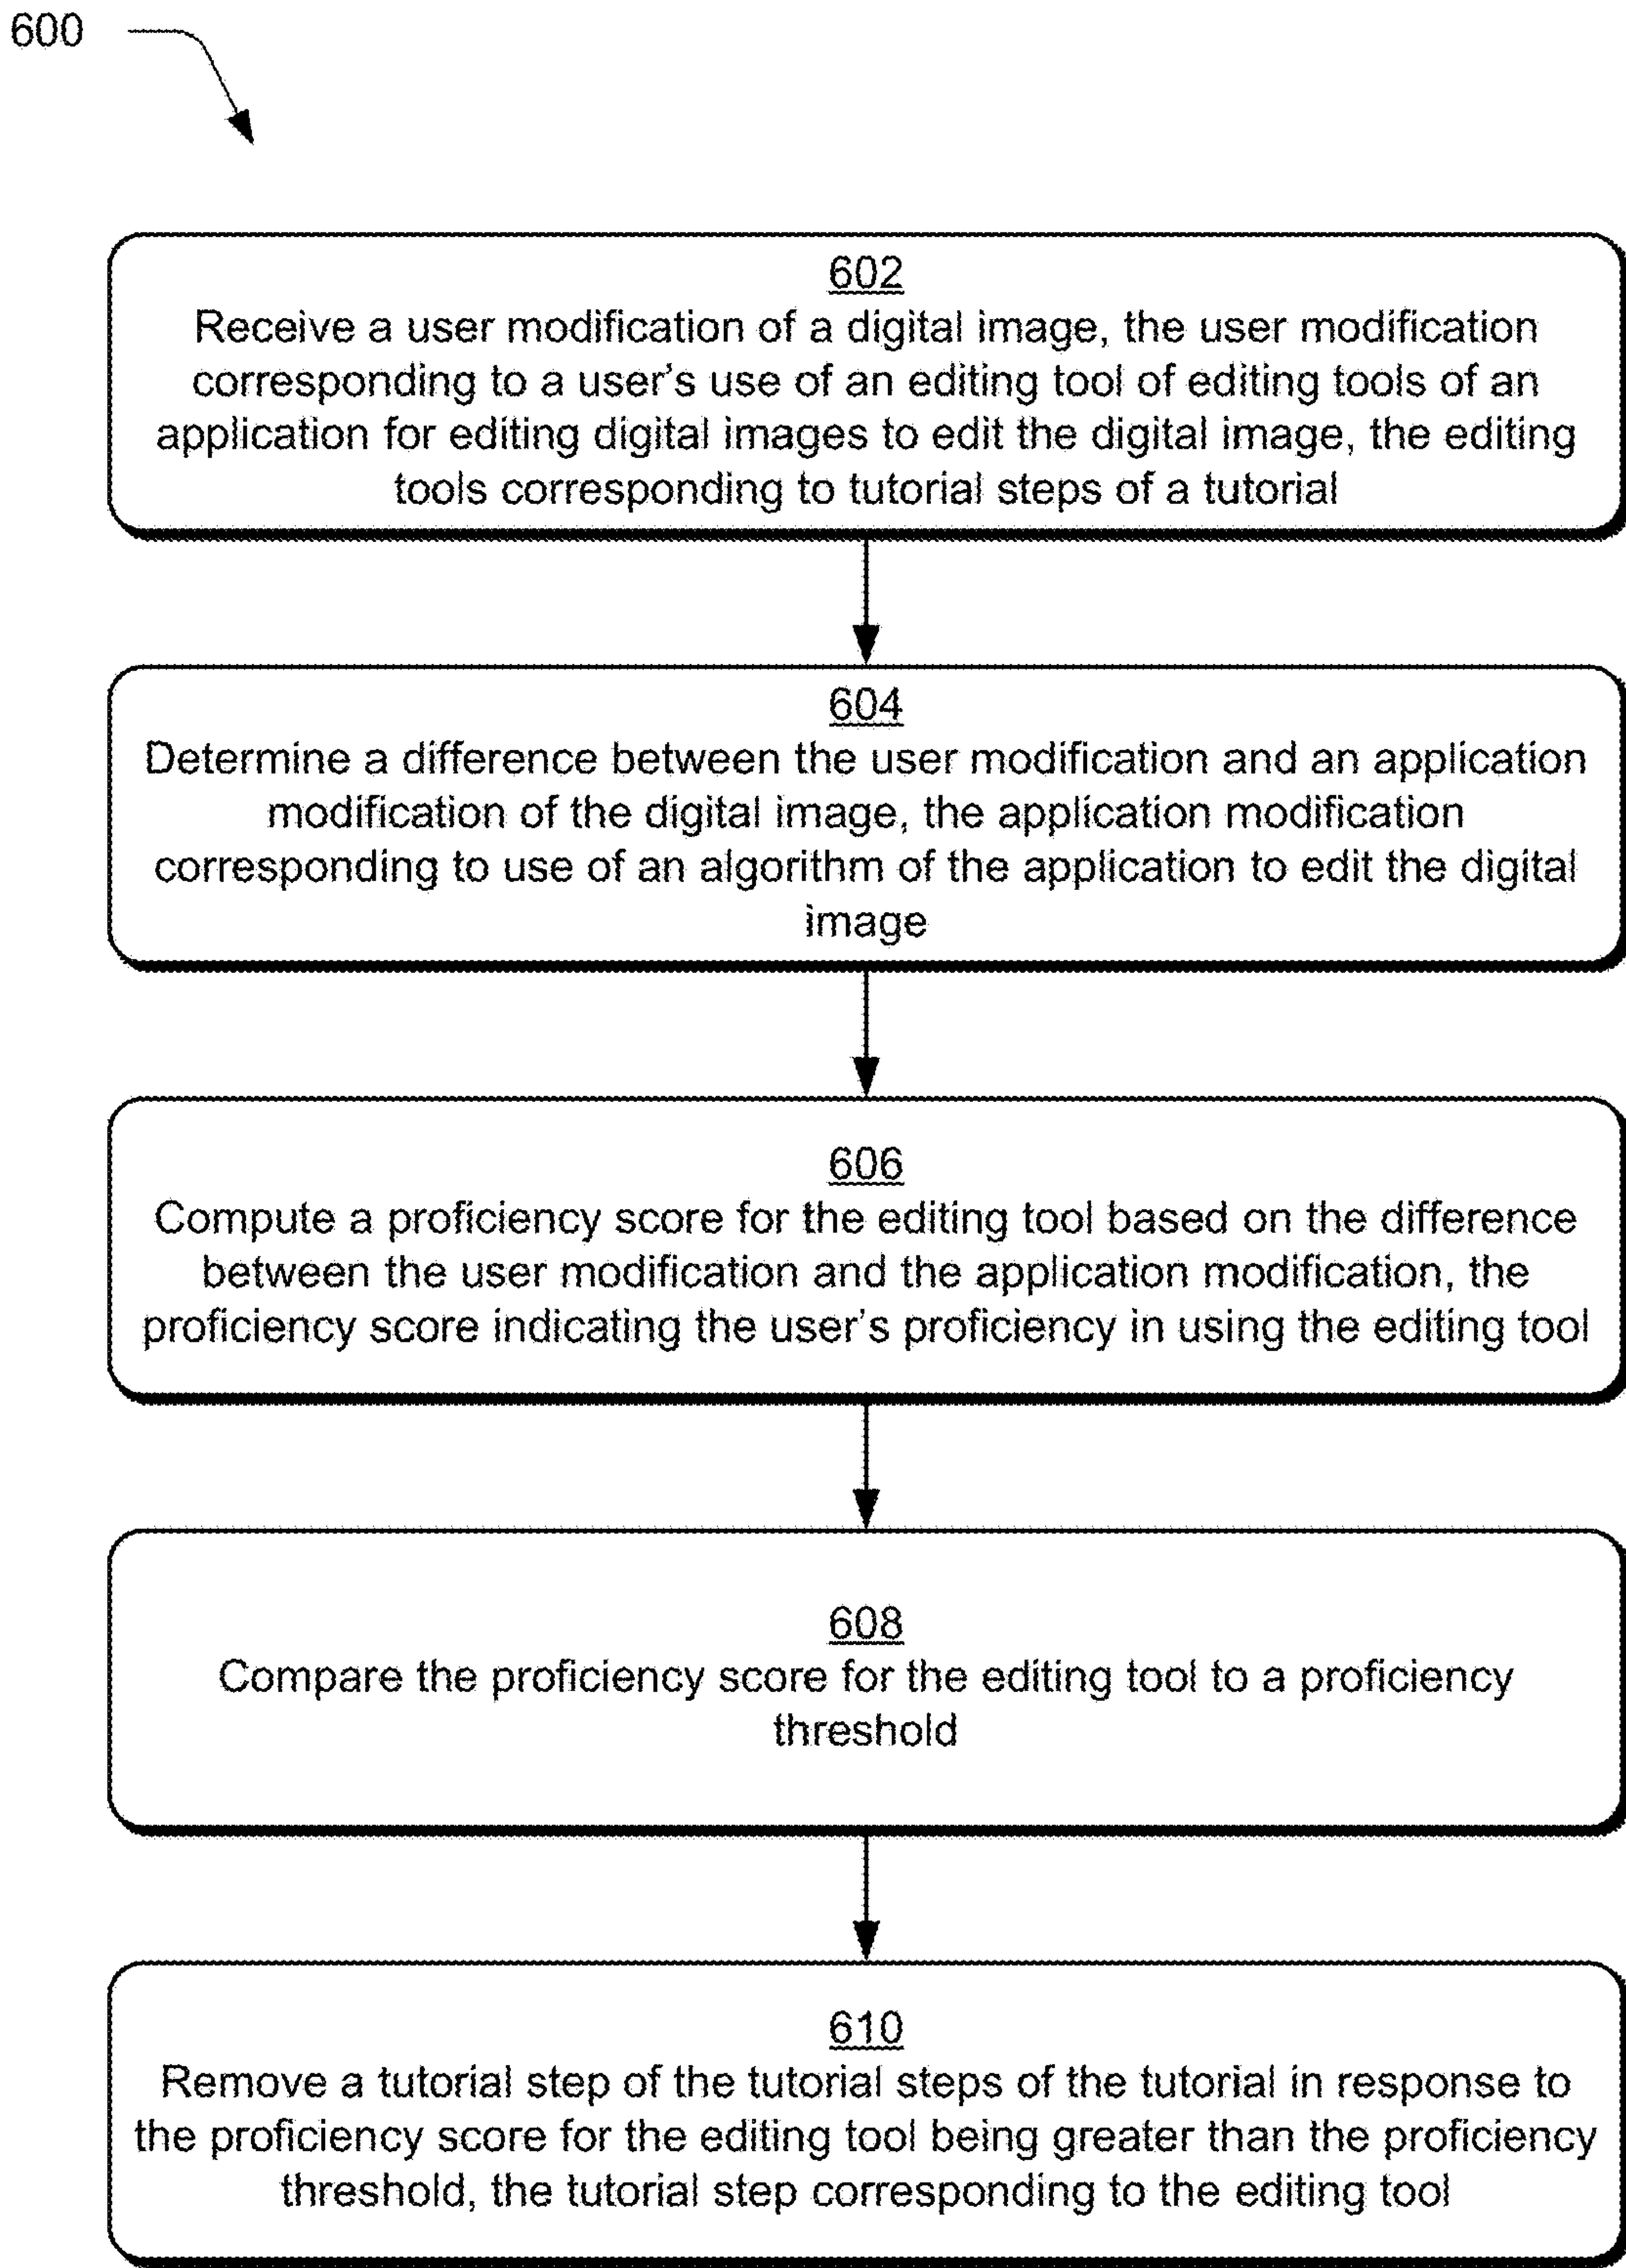 600
602
Receive a user modification of a digital image, the user modification
corresponding to a user's use of an editing tool of editing tools of an
application for editing digital images to edit the digital image, the editing
tools corresponding to tutorial steps of a tutorial
604
Determine a difference between the user modification and an application
modification of the digital image, the application modification
corresponding to use of an algorithm of the application to edit the digital
image
606
Compute a proficiency score for the editing tool based on the difference
between the user modification and the application modification, the
proficiency score indicating the user's proficiency in using the editing tool
608
Compare the proficiency score for the editing tool to a proficiency
threshold
610
Remove a tutorial step of the tutorial steps of the tutorial in response to
the proficiency score for the editing tool being greater than the proficiency
threshold, the tutorial step corresponding to the editing tool